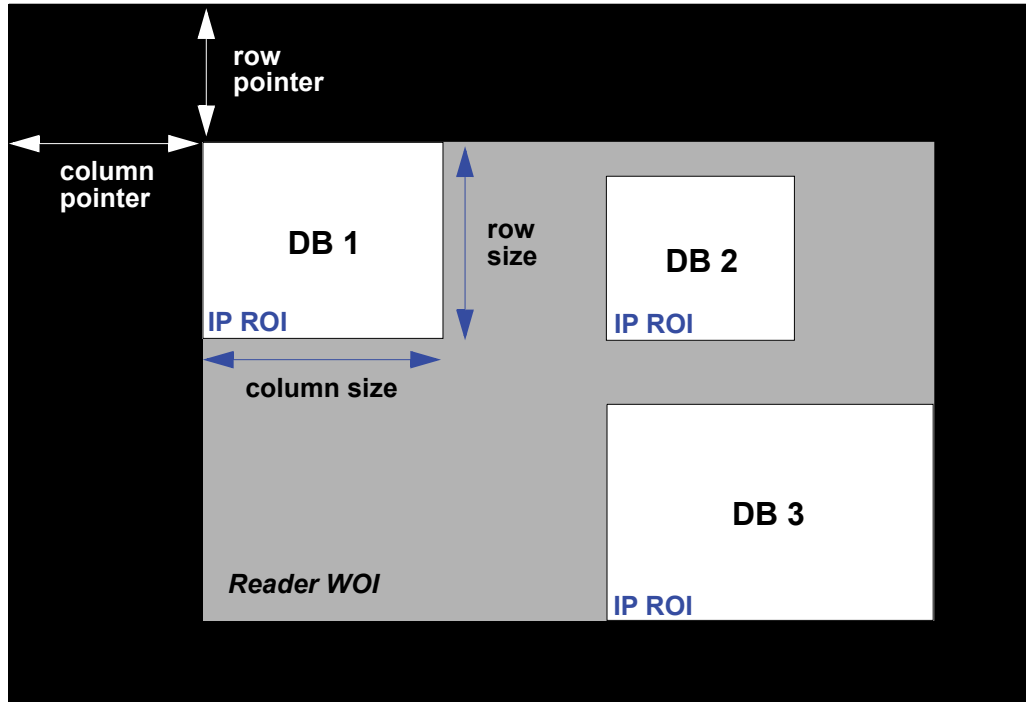 row
pointer
column
pointer
DB 1
row
size
DB 2
IP ROI
IP ROI
column size
DB 3
Reader WOI
IP ROI